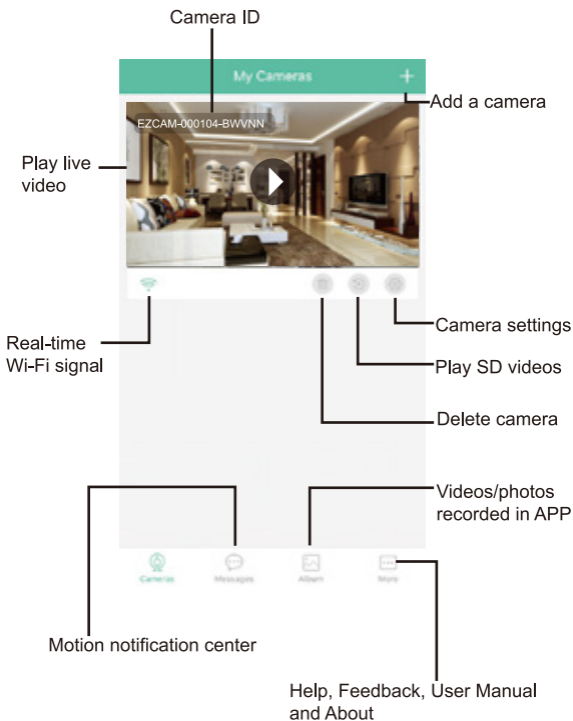 Camera ID
My Cameras
Add a camera
EZCAM-000104-BWVNN
Play live
video
Real-time
Wi-Fi signal
Camera settings
Play SD videos
Delete camera
Videos/photos
recorded in APP
Cameras
Messages
Album
More
Motion notification center
Help, Feedback, User Manual
and About